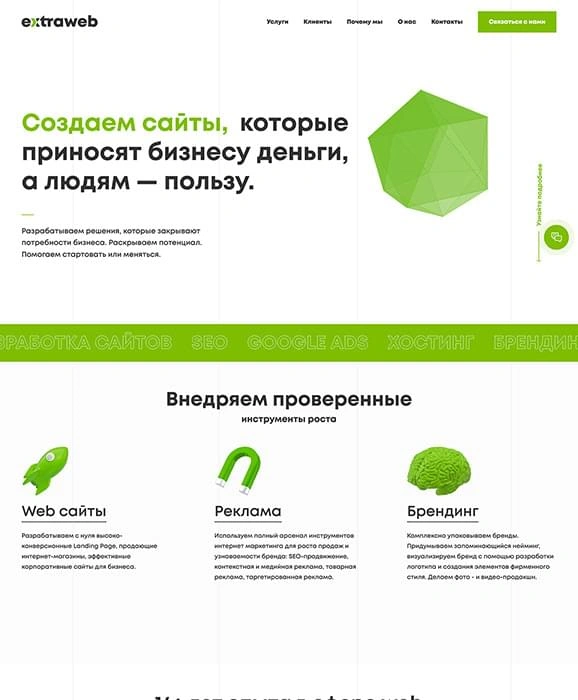 extraweb
Услуги Клиенты Почему мы О нас Контакты Связаться с нами
Создаем сайты, которые
приносят бизнесу деньги,
а людям — пользу.
Узнайте подробнее
Разрабатываем решения, которые закрывают
потребности бизнеса. Раскрываем потенциал.
Помогаем стартовать или меняться.
ЗРАБОТКА САЙТОВ SEO GOOGLE ADS ХОСТИНГ БРЕНДИН
Внедряем проверенные
инструменты роста
Web сайты
Разрабатываем с нуля высоко-
конверсионные Landing Page, продающие
интернет-магазины, эффективные
корпоративные сайты для бизнеса.
Реклама
Используем полный арсенал инструментов
интернет маркетинга для роста продаж и
узнаваемости бренда: SEO-продвижение,
контекстная и медийная реклама, товарная
реклама, таргетированная реклама.
Брендинг
Комплексно упаковываем бренды.
Придумываем запоминающийся нейминг,
визуализируем бренд с помощью разработки
логотипа и создания элементов фирменного
стиля. Делаем фото - и видео-продакшн.